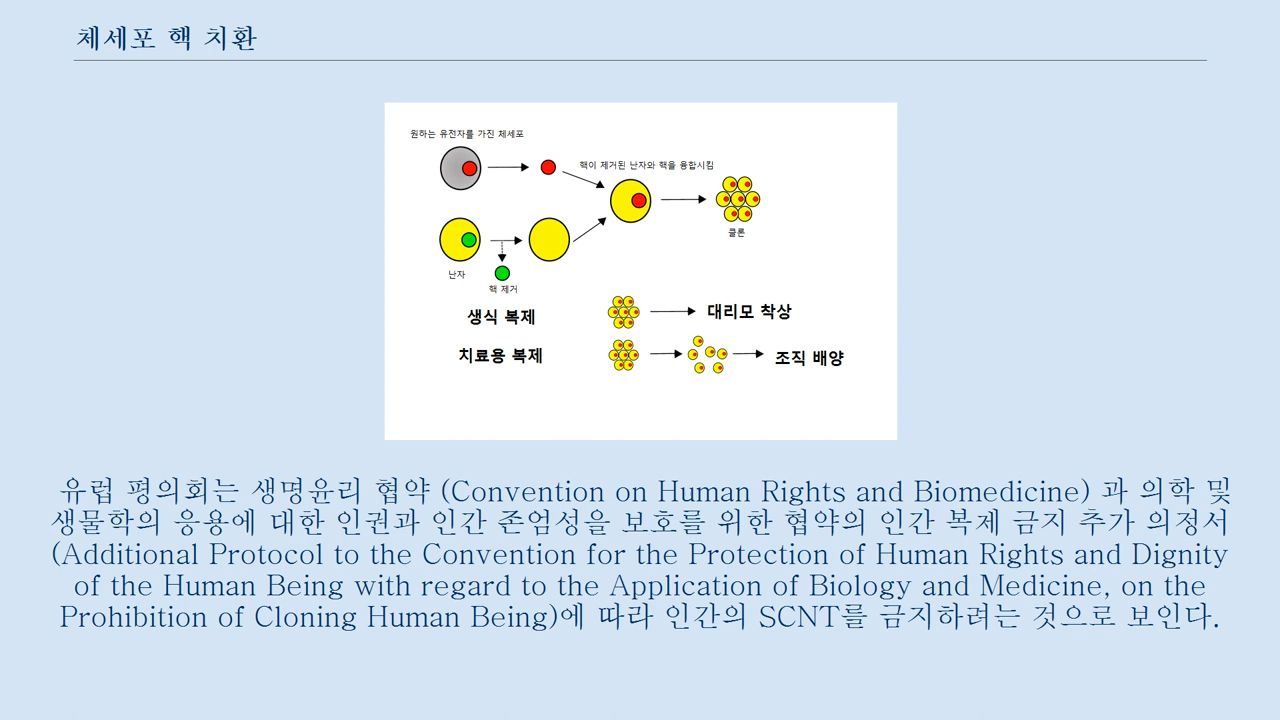 체세포 핵 치환
원하는 유전자를 가진 체세포
핵이 제거된 난자와 핵을 융합시킴
클론
난자
핵 제거
생식 복제
대리모 착상
치료용 복제
조직 배양
유럽 평의회는 생명윤리 협약 (Convention on Human Rights and Biomedicine) 과 의학 및
생물학의 응용에 대한 인권과 인간 존엄성을 보호를 위한 협약의 인간 복제 금지 추가 의정서
(Additional Protocol to the Convention for the Protection of Human Rights and Dignity
of the Human Being with regard to the Application of Biology and Medicine, on the
Prohibition of Cloning Human Being)에 따라 인간의 SCNT를 금지하려는 것으로 보인다.